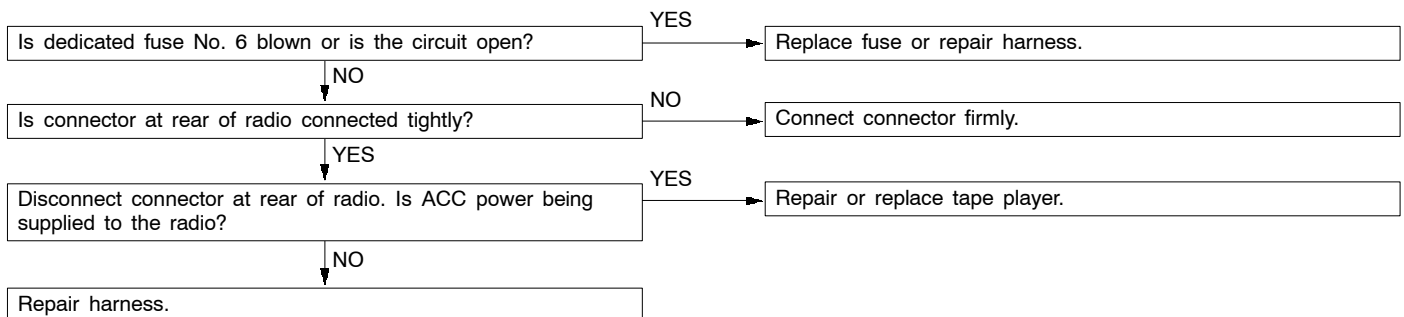 YES
Is dedicated fuse No. 6 blown or is the circuit open?
Replace fuse or repair harness.
NO
NO
Is connector at rear of radio connected tightly?
Connect connector firmly.
YES
YES
Disconnect connector at rear of radio. Is ACC power being
supplied to the radio?
Repair or replace tape player.
NO
Repair harness.